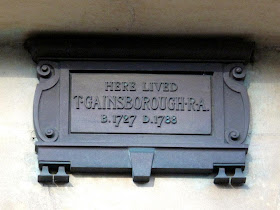 HERE LIVED
T·GAINSBOROUGH·R·A·
B.1727 D.1788